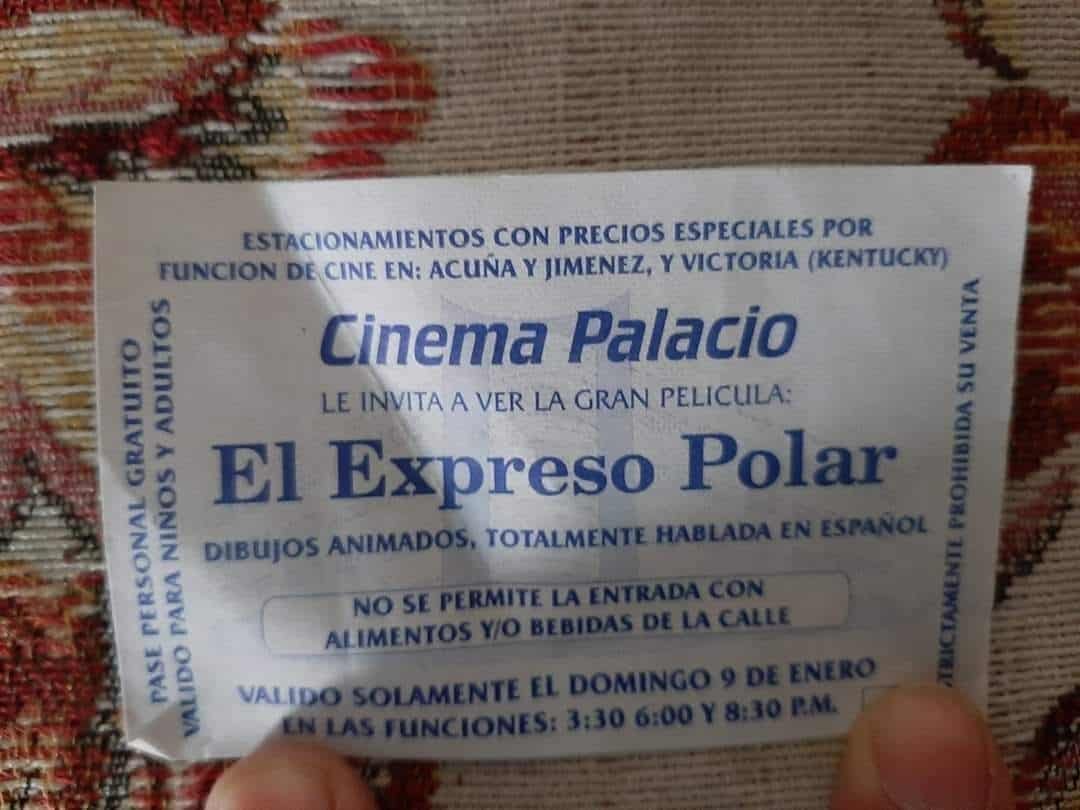 ESTACIONAMIENTOS CON PRECIOS ESPECIALES POR
FUNCION DE CINE EN: ACUÑA Y JIMENEZ, Y VICTORIA (KENTUCKY)
Cinema Palacio
LE INVITA A VER LA GRAN PELICULA:
El Expreso Polar
DIBUJOS ANIMADOS, TOTALMENTE HABLADA EN ESPAÑOL
NO SE PERMITE LA ENTRADA CON
ALIMENTOS Y/O BEBIDAS DE LA CALLE
VALIDO SOLAMENTE EL DOMINGO 9 DE ENERO
EN LAS FUNCIONES: 3:30 6:00 Y 8:30 P.M.
PASE PERSONAL GRATUITO
VALIDO PARA NIÑOS Y ADULTOS
PROHIBIDA SU VENTA